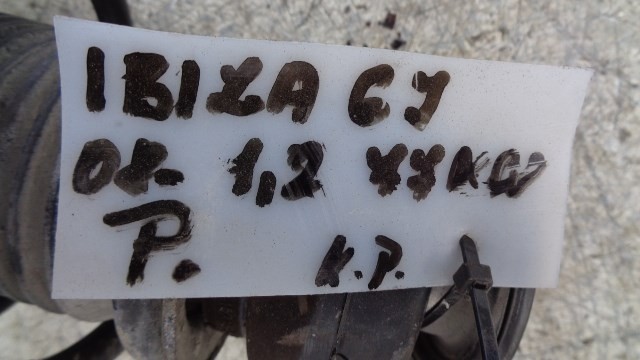 IBIZA 6J
08- 1,2 44KW
P. K.P.